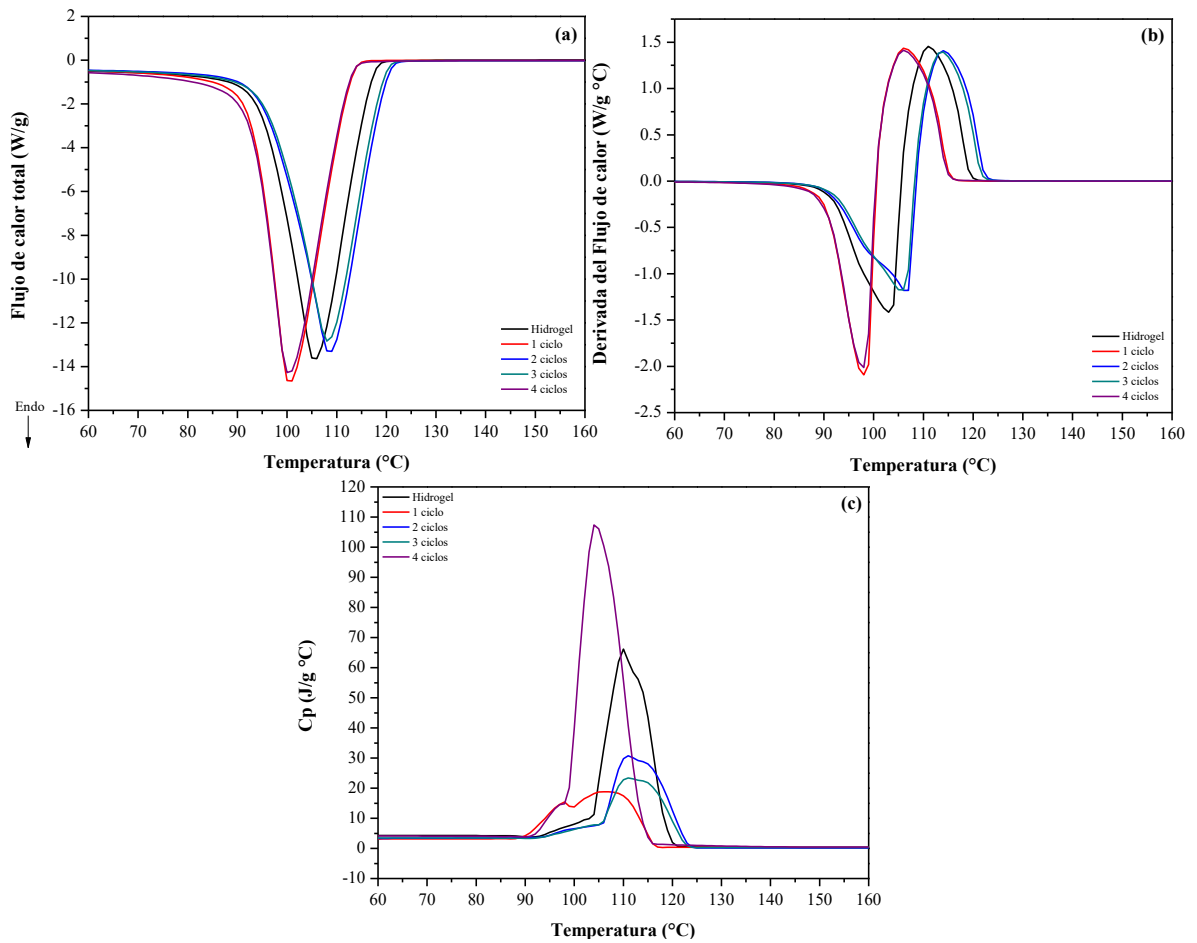 (a)
0
-2
-4
-6
-8
-10
-12
-14
-16
Flujo de calor total (W/g)
Endo
Hidrogel
1 ciclo
2 ciclos
3 ciclos
4 ciclos
60 70 80 90 100 110 120 130 140 150 160
Temperatura (°C)
(b)
1.5
1.0
0.5
0.0
-0.5
-1.0
-1.5
-2.0
-2.5
Derivada del Flujo de calor (W/g °C)
Hidrogel
1 ciclo
2 ciclos
3 ciclos
4 ciclos
60 70 80 90 100 110 120 130 140 150 160
Temperatura (°C)
(c)
120
110
100
90
80
70
60
50
40
30
20
10
0
-10
Cp (J/g °C)
Hidrogel
1 ciclo
2 ciclos
3 ciclos
4 ciclos
60 70 80 90 100 110 120 130 140 150 160
Temperatura (°C)